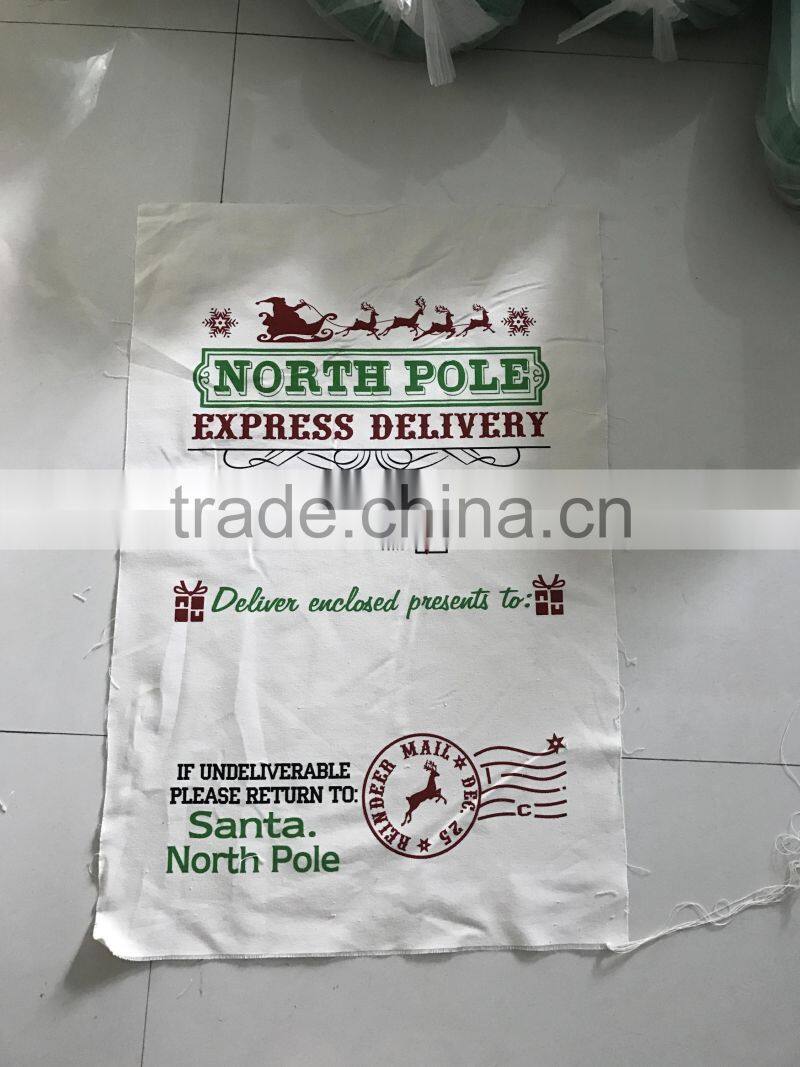 NORTH POLE
EXPRESS DELIVERY
trade.china.cn
Deliver enclosed presents to:
IF UNDELIVERABLE
PLEASE RETURN TO:
Santa.
North Pole
REINDEER MAIL
DEC. 25